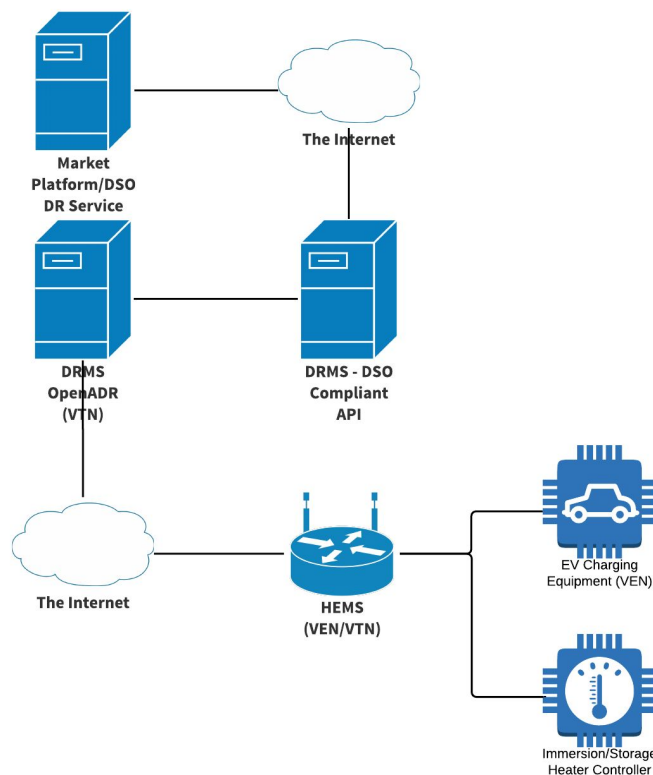 Market
Platform/DSO
DR Service
The Internet
DRMS
OpenADR
(VTN)
DRMS - DSO
Compliant
API
The Internet
HEMS
(VEN/VTN)
EV Charging
Equipment (VEN)
Immersion/Storage
Heater Controller